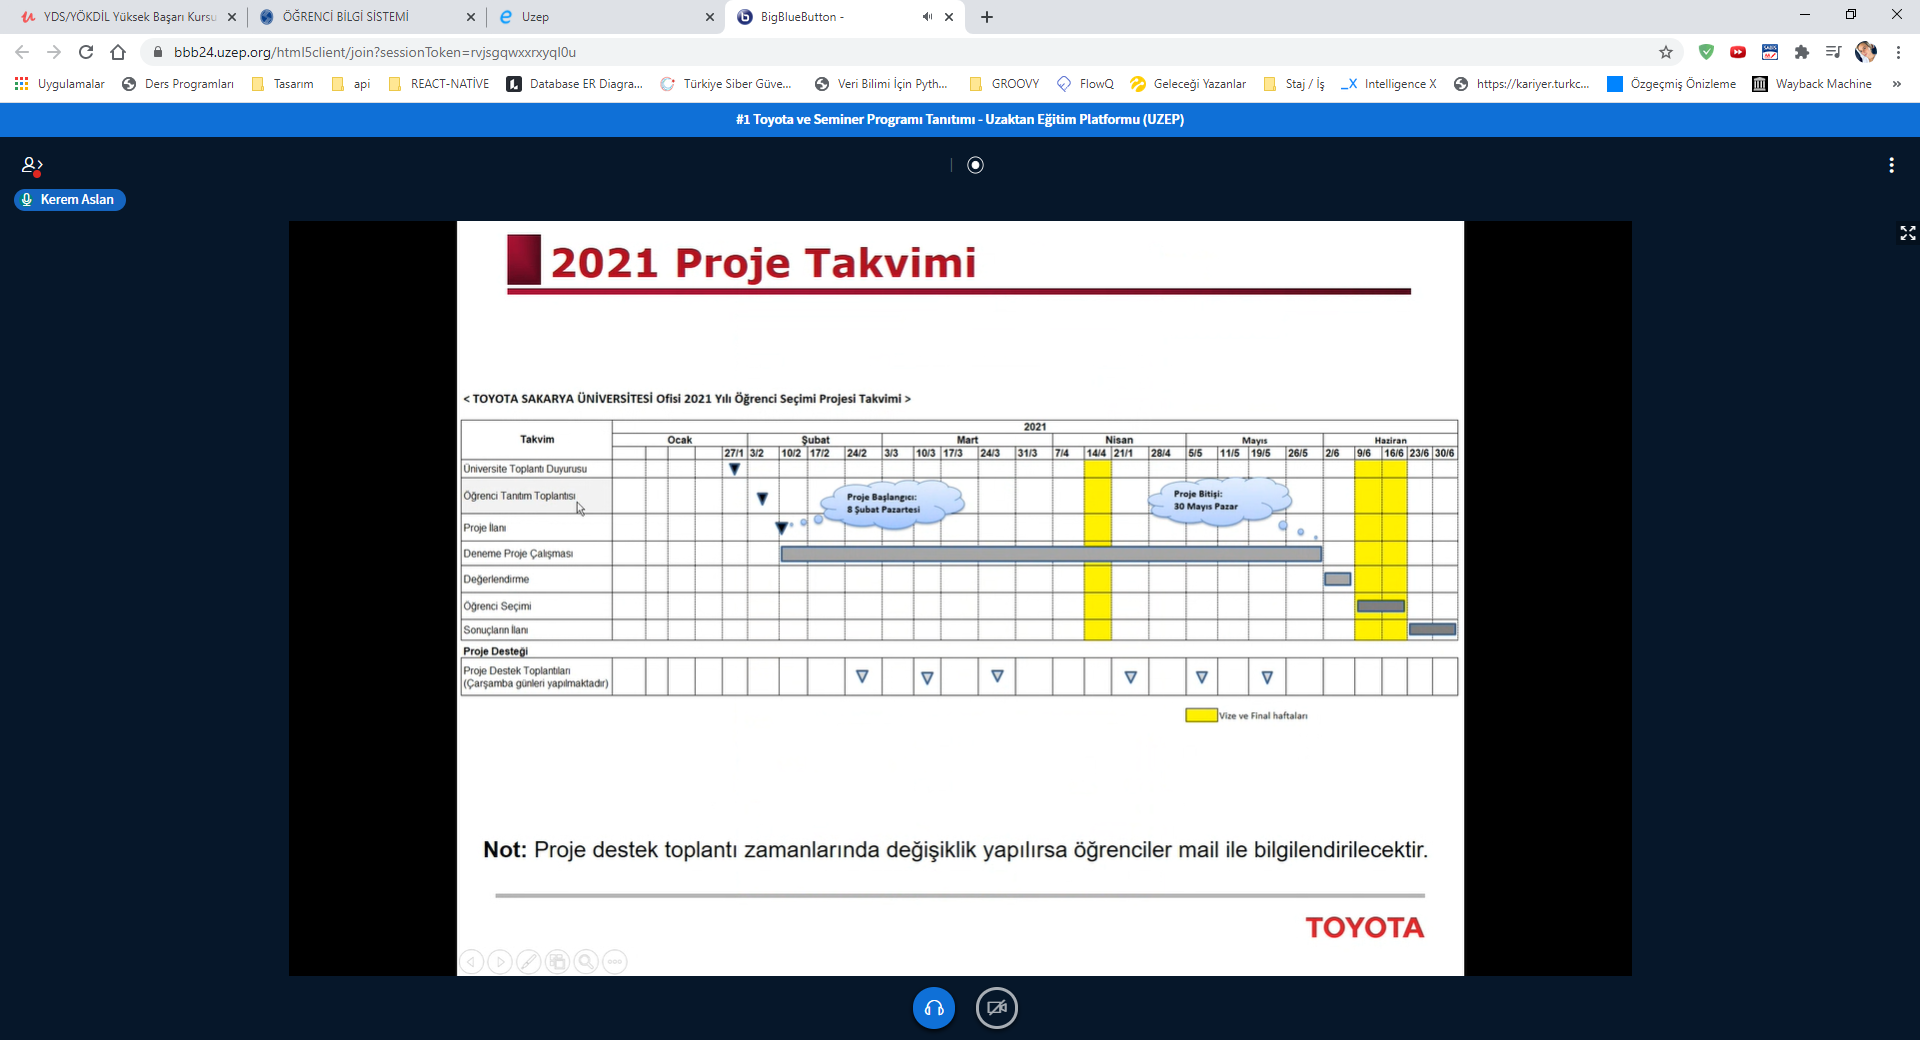 YDS/YÖKDİL Yüksek Başarı Kursu
ÖĞRENCİ BİLGİ SİSTEMİ
Uzep
BigBlueButton -
bbb24.uzep.org/html5client/join?sessionToken=rvjsgqwxxrxyql0u
Uygulamalar
Ders Programları
Tasarım
api
REACT-NATİVE
Database ER Diagra...
Türkiye Siber Güve...
Veri Bilimi İçin Pyth...
GROOVY
FlowQ
Geleceği Yazanlar
Staj / İş
Intelligence X
https://kariyer.turkc...
Özgeçmiş Önizleme
Wayback Machine
»
#1 Toyota ve Seminer Programı Tanıtımı - Uzaktan Eğitim Platformu (UZEP)
Kerem Aslan
2021 Proje Takvimi
< TOYOTA SAKARYA ÜNİVERSİTESİ Ofisi 2021 Yılı Öğrenci Seçimi Projesi Takvimi >
2021
Takvim Ocak Şubat Mart Nisan Mayıs Haziran
27/1 3/2 10/2 17/2 24/2 3/3 10/3 17/3 24/3 31/3 7/4 14/4 21/1 28/4 5/5 11/5 19/5 26/5 2/6 9/6 16/6 23/6 30/6
Üniversite Toplantı Duyurusu
Öğrenci Tanıtım Toplantısı
Proje Başlangıcı:
8 Şubat Pazartesi
Proje Bitişi:
30 Mayıs Pazar
Proje İlanı
Deneme Proje Çalışması
Değerlendirme
Öğrenci Seçimi
Sonuçların İlanı
Proje Desteği
Proje Destek Toplantıları
(Çarşamba günleri yapılmaktadır)
Vize ve Final haftaları
Not: Proje destek toplantı zamanlarında değişiklik yapılırsa öğrenciler mail ile bilgilendirilecektir.
TOYOTA